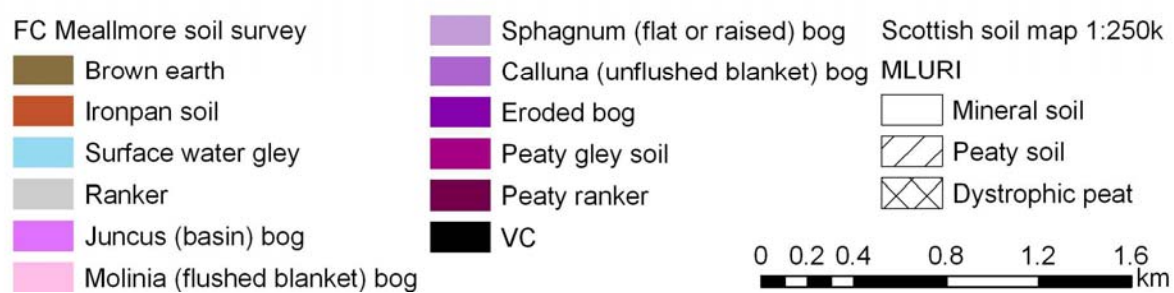 FC Meallmore soil survey
Brown earth
Ironpan soil
Surface water gley
Ranker
Juncus (basin) bog
Molinia (flushed blanket) bog
Sphagnum (flat or raised) bog
Calluna (unflushed blanket) bog
Eroded bog
Peaty gley soil
Peaty ranker
VC
Scottish soil map 1:250k
MLURI
Mineral soil
Peaty soil
Dystrophic peat
0 0.2 0.4 0.8 1.2 1.6
km